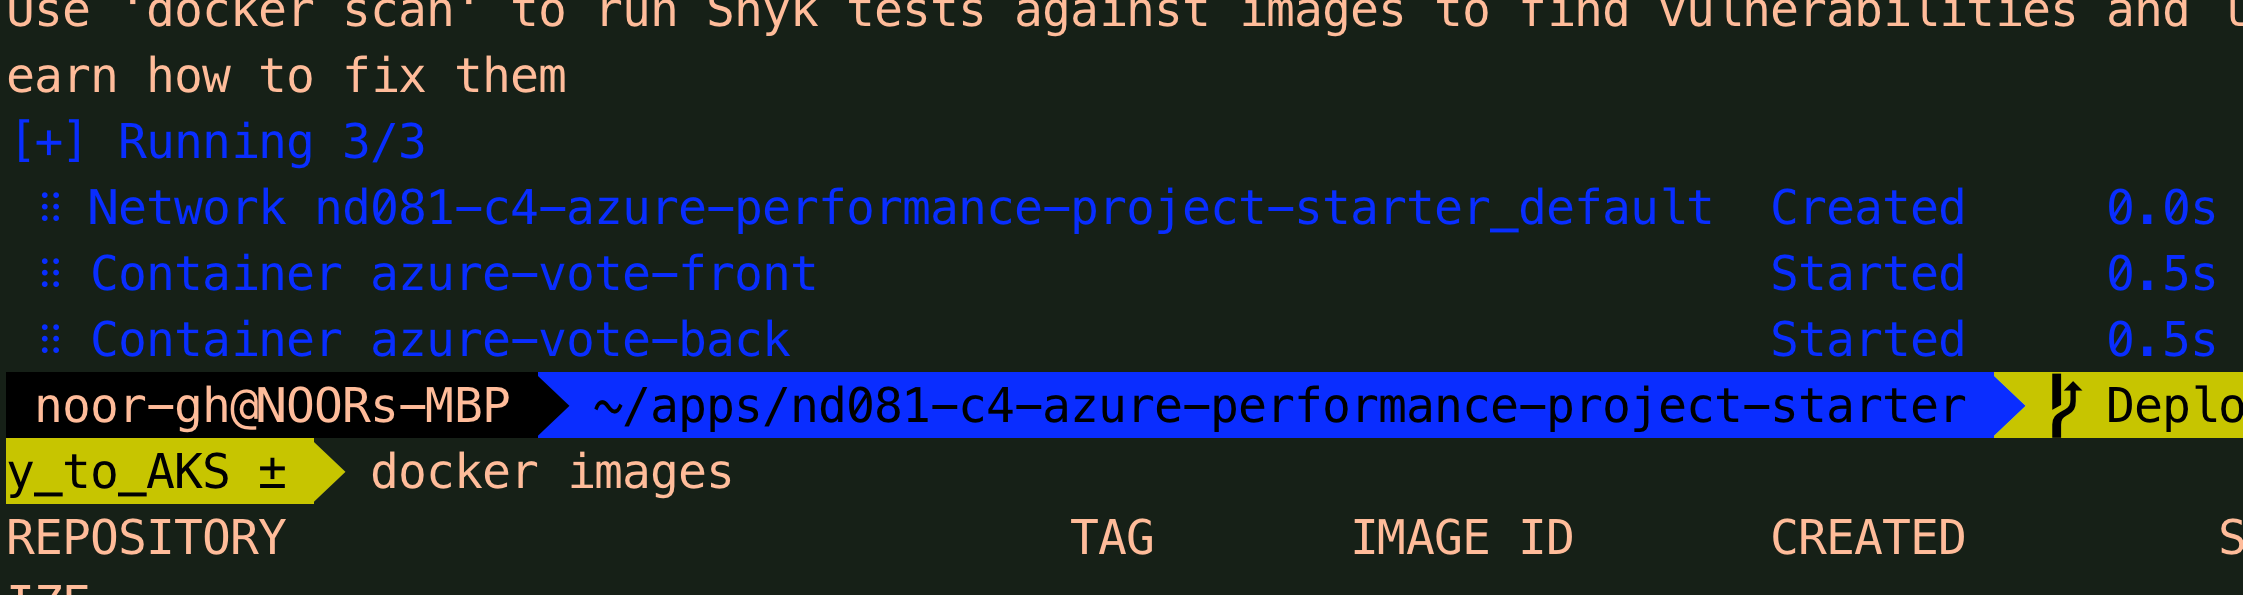 Use 'docker scan' to run Snyk tests against images to find vulnerabilities and l
earn how to fix them
[+] Running 3/3
⠿ Network nd081-c4-azure-performance-project-starter_default Created 0.0s
⠿ Container azure-vote-front Started 0.5s
⠿ Container azure-vote-back Started 0.5s
noor-gh@NOORs-MBP ~/apps/nd081-c4-azure-performance-project-starter Deplo
y_to_AKS ± docker images
REPOSITORY TAG IMAGE ID CREATED S
IZE